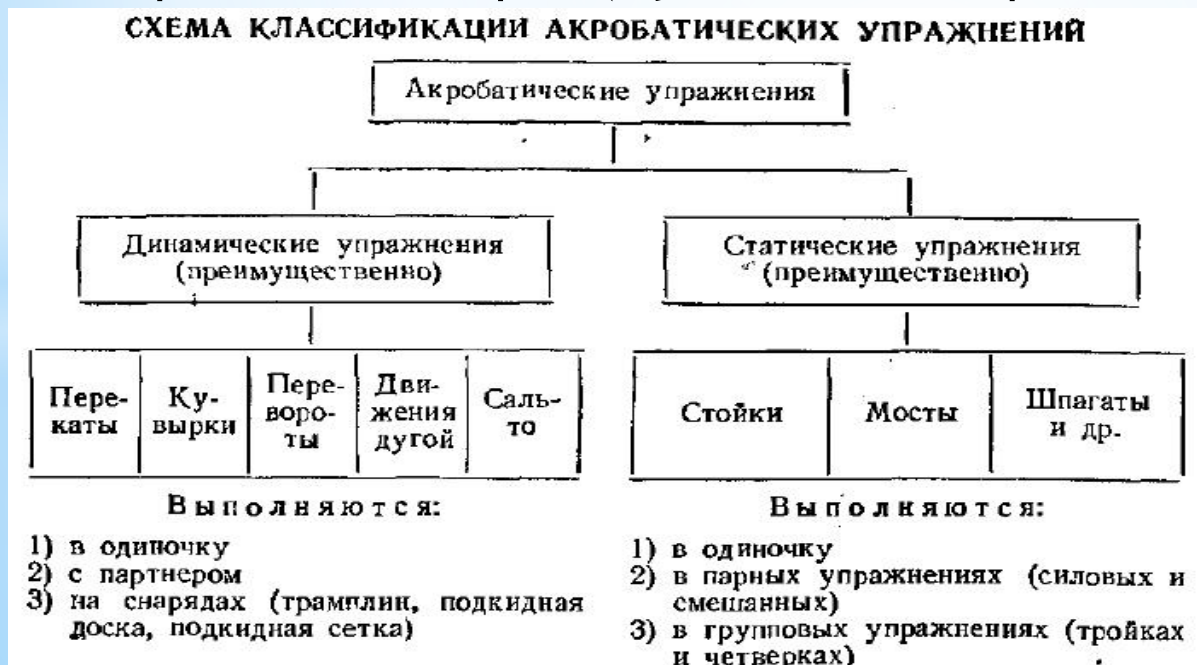 СХЕМА КЛАССИФИКАЦИИ АКРОБАТИЧЕСКИХ УПРАЖНЕНИЙ
Акробатические упражнения
Динамические упражнения
(преимущественно)
Статические упражнения
(преимущественно)
Пере-
каты
Ку-
вырки
Пере-
воро-
ты
Дви-
жения
дугой
Саль-
то
Стойки
Мосты
Шпагаты
и др.
Выполняются:
1) в одиночку
2) с партнером
3) на снарядах (трамплин, подкидная
доска, подкидная сетка)
Выполняются:
1) в одиночку
2) в парных упражнениях (силовых и
смешанных)
3) в групповых упражнениях (тройках
и четверках)